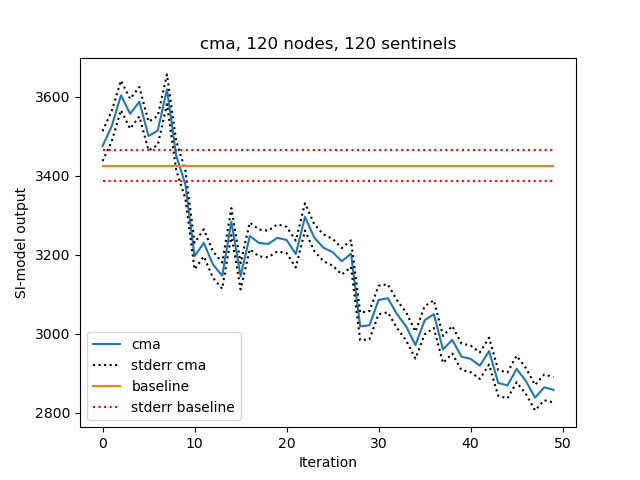 cma, 120 nodes, 120 sentinels
3600
3400
3200
3000
2800
SI-model output
cma
stderr cma
baseline
stderr baseline
0 10 20 30 40 50
Iteration